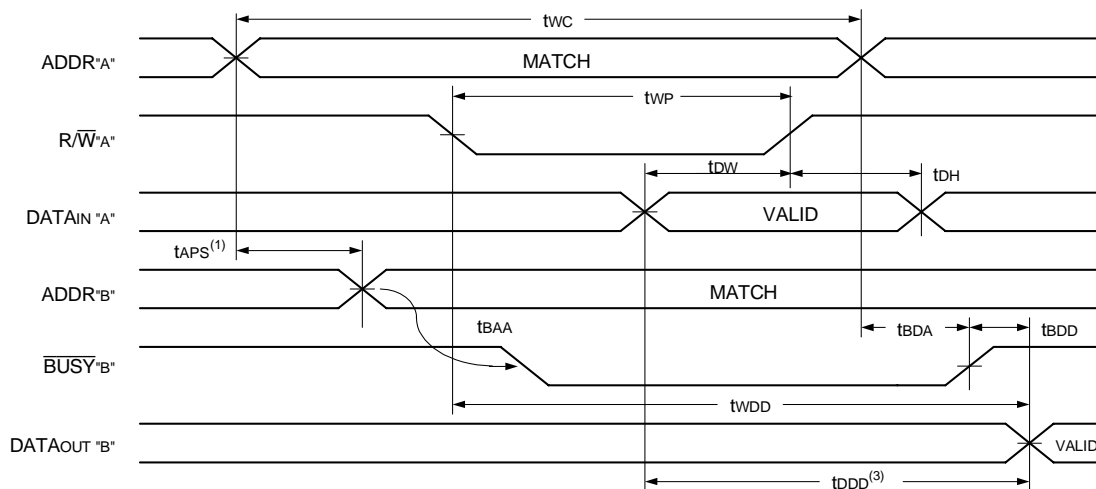 tWC
ADDR"A"
MATCH
tWP
R/W̅"A"
tDW
tDH
DATAIN "A"
VALID
tAPS(1)
ADDR"B"
MATCH
tBAA
tBDA
tBDD
B̅U̅S̅Y̅"B"
tWDD
DATAOUT "B"
VALID
tDDD(3)